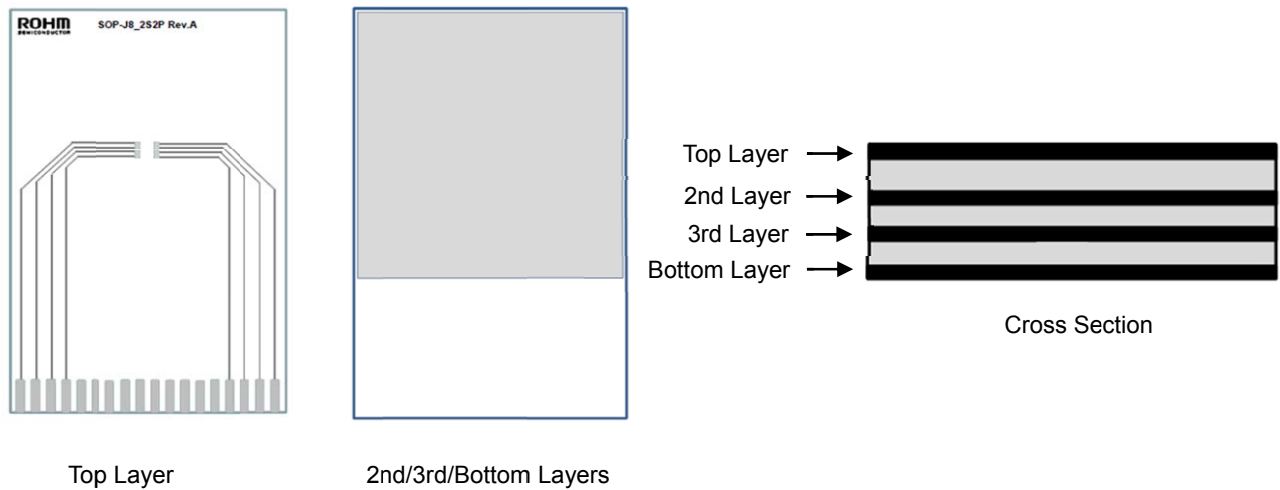 ROHM
SEMICONDUCTOR
SOP-J8_2S2P Rev.A
Top Layer
2nd Layer
3rd Layer
Bottom Layer
Cross Section
Top Layer
2nd/3rd/Bottom Layers